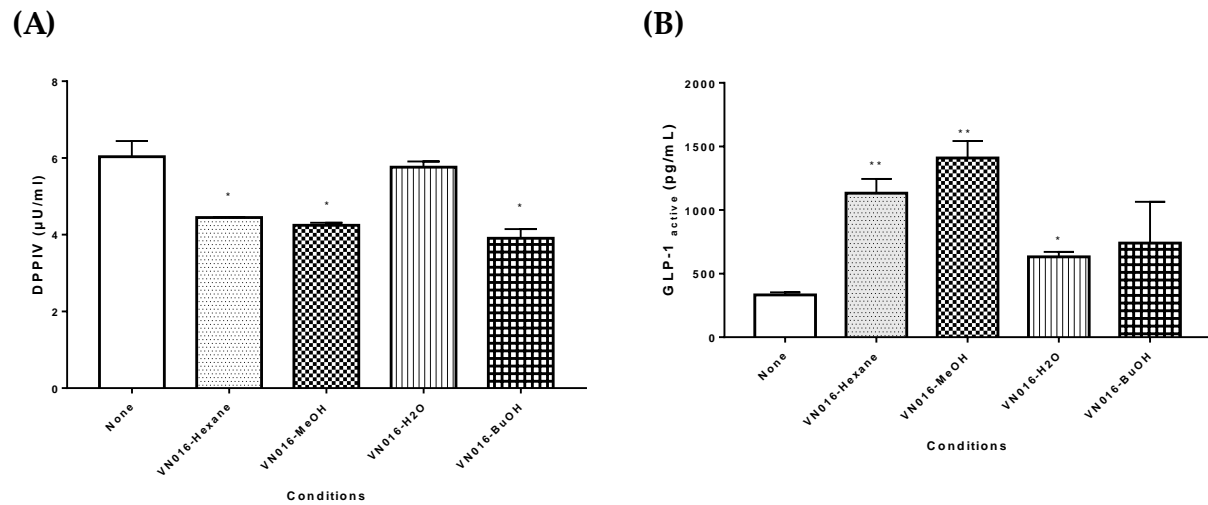 (A)
8
6
4
2
0
DPPIV (µU/ml)
*
*
*
None
VN016-Hexane
VN016-MeOH
VN016-H2O
VN016-BuOH
Conditions
(B)
2000
1500
1000
500
0
GLP-1 active (pg/mL)
**
**
*
None
VN016-Hexane
VN016-MeOH
VN016-H2O
VN016-BuOH
Conditions